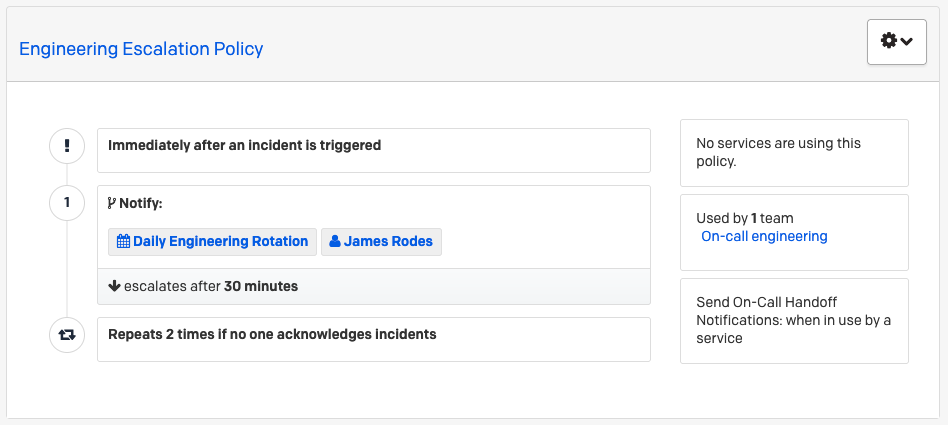 Engineering Escalation Policy
!
Immediately after an incident is triggered
1
Notify:
Daily Engineering Rotation
James Rodes
escalates after 30 minutes
Repeats 2 times if no one acknowledges incidents
No services are using this
policy.
Used by 1 team
On-call engineering
Send On-Call Handoff
Notifications: when in use by a
service